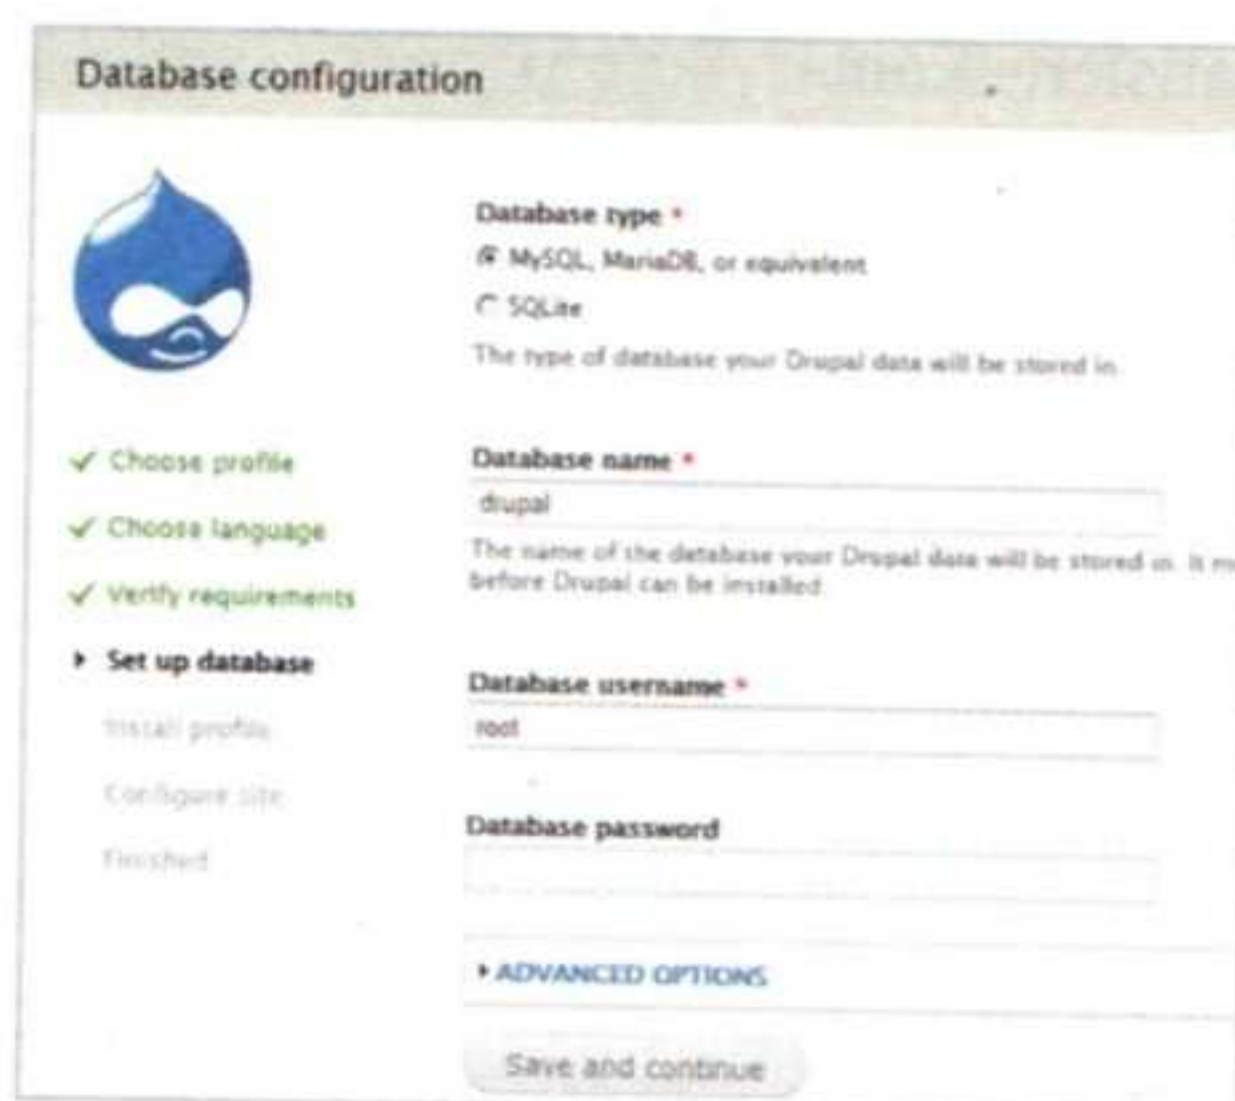 Database configuration
Database type *
MySQL, MariaDB, or equivalent
SQLite
The type of database your Drupal data will be stored in.
Choose profile
Choose language
Verify requirements
Set up database
Install profile
Configure site
Finished
Database name *
drupal
The name of the database your Drupal data will be stored in. It
before Drupal can be installed.
Database username *
root
Database password
ADVANCED OPTIONS
Save and continue